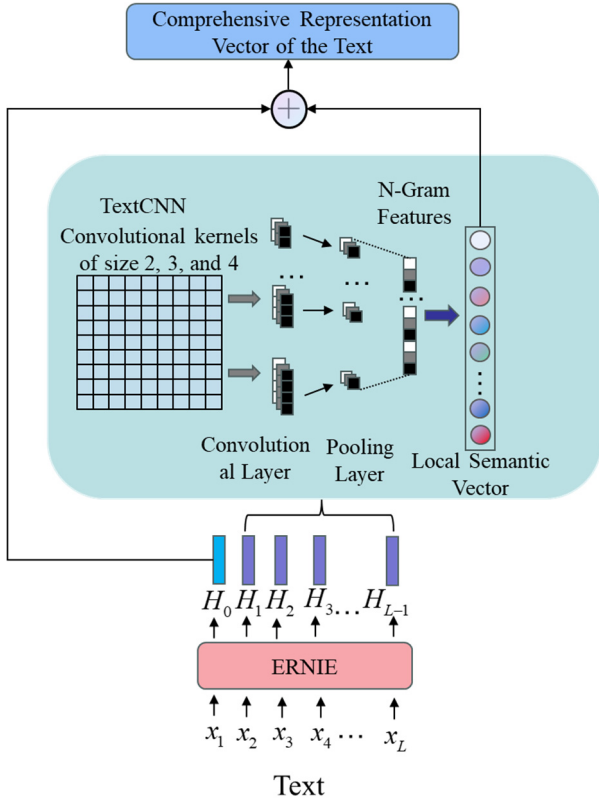 Comprehensive Representation
Vector of the Text
+
TextCNN
Convolutional kernels
of size 2, 3, and 4
N-Gram
Features
...
...
...
Convolution
al Layer
Pooling
Layer
Local Semantic
Vector
H0 H1 H2 H3 ... HL−1
ERNIE
x1 x2 x3 x4 ... xL
Text